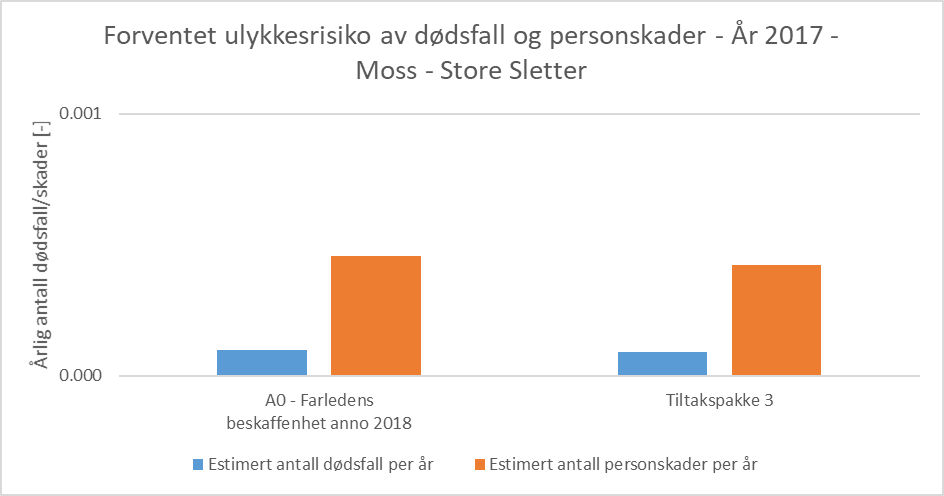 Forventet ulykkesrisiko av dødsfall og personskader - År 2017 -
Moss - Store Sletter
Årlig antall dødsfall/skader [-]
0.001
0.000
A0 - Farledens
beskaffenhet anno 2018
Tiltakspakke 3
Estimert antall dødsfall per år
Estimert antall personskader per år